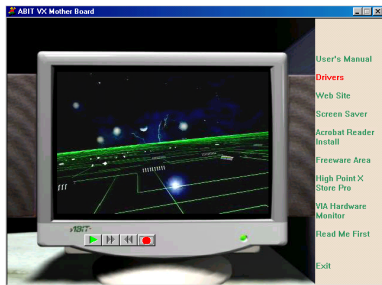 ABIT VX Mother Board
User's Manual
Drivers
Web Site
Screen Saver
Acrobat Reader
Install
Freeware Area
High Point X
Store Pro
VIA Hardware
Monitor
Read Me First
Exit
ABIT